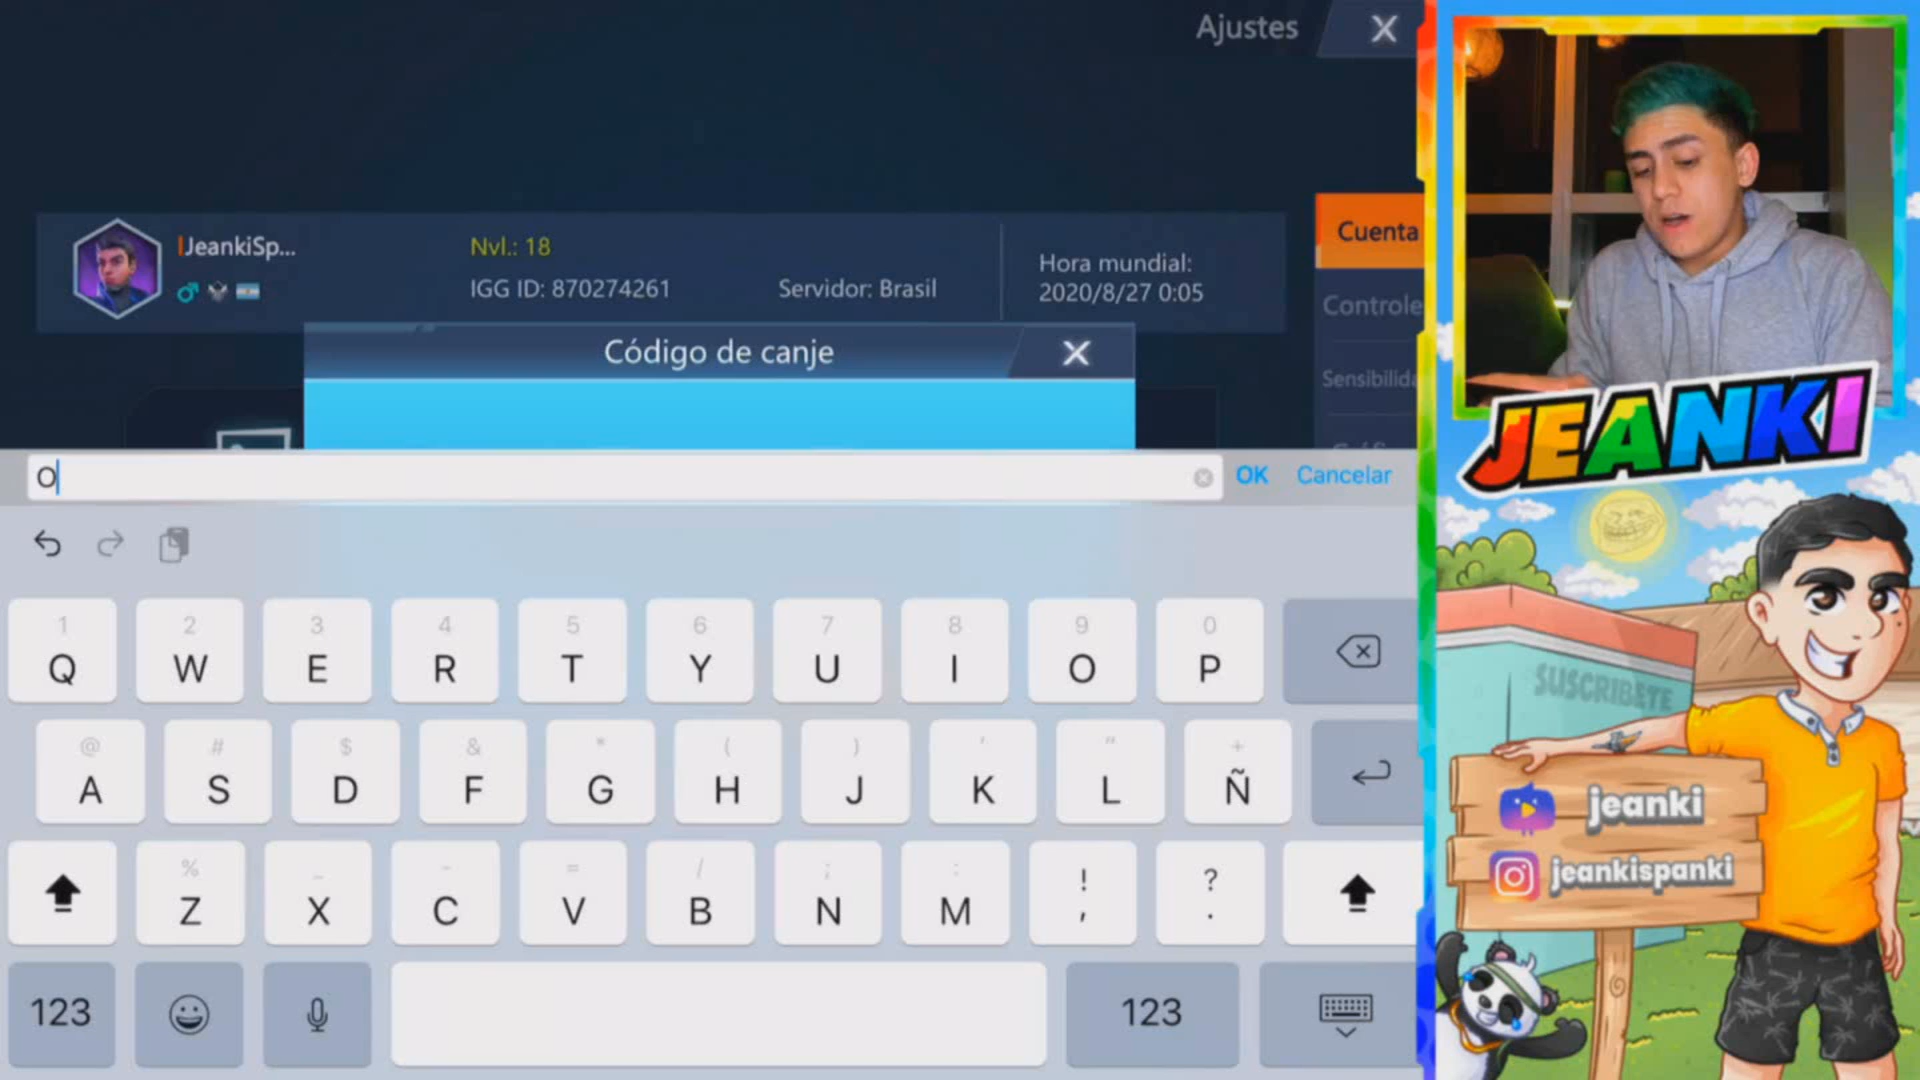 Ajustes X
JeankiSp...
Nvl.: 18
IGG ID: 870274261
Servidor: Brasil
Hora mundial:
2020/8/27 0:05
Cuenta
Controle
Sensibilida
Código de canje X
O
OK Cancelar
1 2 3 4 5 6 7 8 9 0
Q W E R T Y U I O P
@ # $ & * ( ) ' " +
A S D F G H J K L Ñ
% _ - = / ; : ! ?
Z X C V B N M , .
123 123
JEANKI
SUSCRIBETE
jeanki
jeankispanki